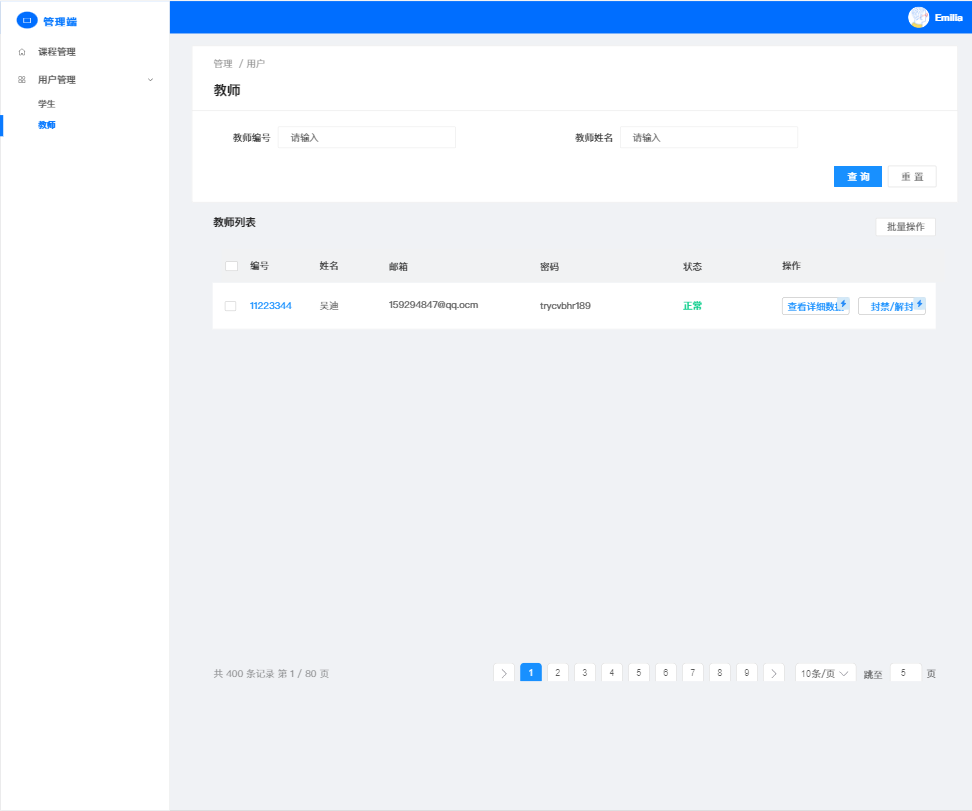 管理端
Emilia
课程管理
用户管理
学生
教师
管理 / 用户
教师
教师编号 请输入 教师姓名 请输入
查 询 重 置
教师列表
批量操作
编号 姓名 邮箱 密码 状态 操作
11223344 吴迪 159294847@qq.ocm trycvbhr189 正常 查看详细数据 封禁/解封
共 400 条记录 第 1 / 80 页 1 2 3 4 5 6 7 8 9 10条/页 跳至 5 页